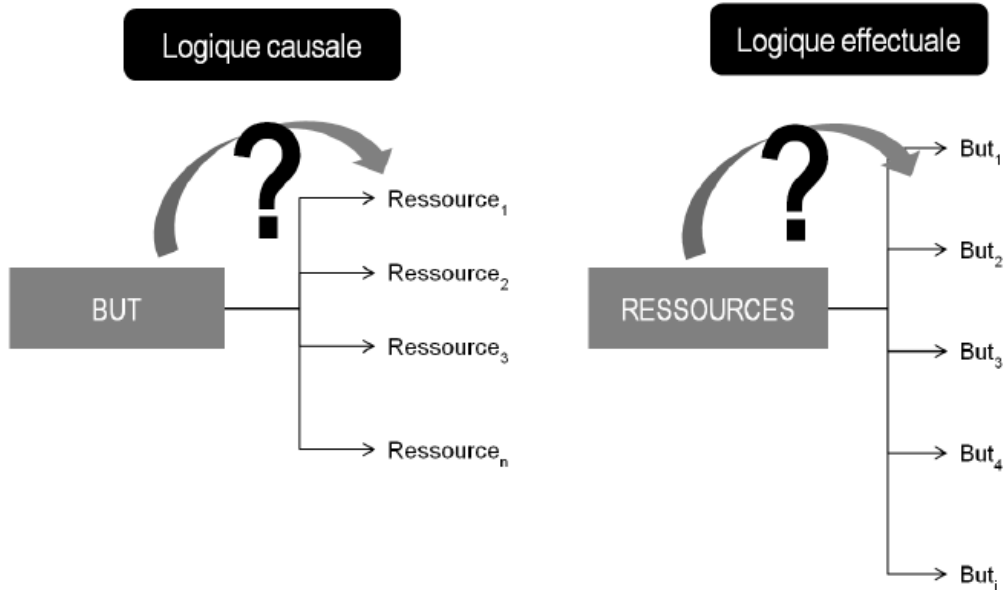 Logique causale
?
Ressource₁
Ressource₂
BUT
Ressource₃
Ressourceₙ
Logique effectuale
?
But₁
But₂
RESSOURCES
But₃
But₄
Butᵢ